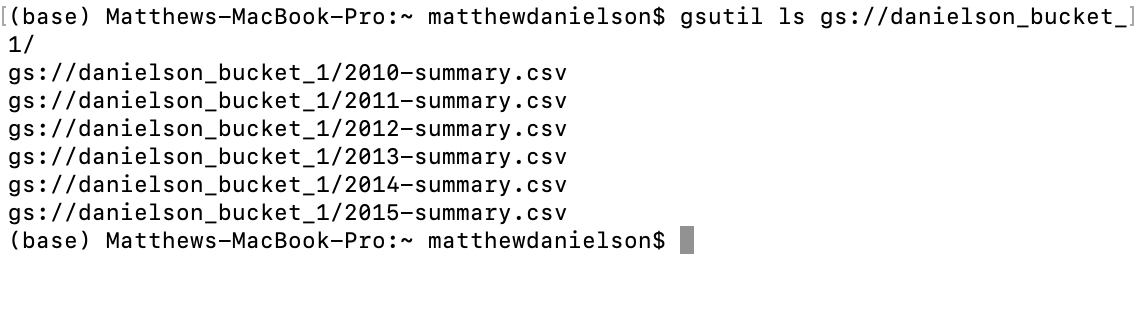 [(base) Matthews-MacBook-Pro:~ matthewdanielson$ gsutil ls gs://danielson_bucket_]
1/
gs://danielson_bucket_1/2010-summary.csv
gs://danielson_bucket_1/2011-summary.csv
gs://danielson_bucket_1/2012-summary.csv
gs://danielson_bucket_1/2013-summary.csv
gs://danielson_bucket_1/2014-summary.csv
gs://danielson_bucket_1/2015-summary.csv
(base) Matthews-MacBook-Pro:~ matthewdanielson$